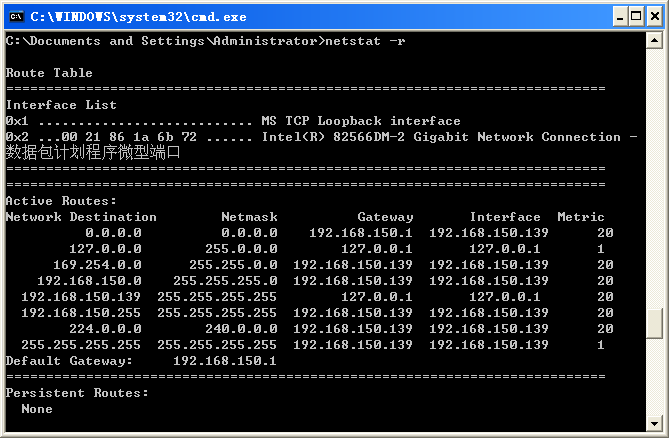 C:\WINDOWS\system32\cmd.exe
C:\Documents and Settings\Administrator>netstat -r
Route Table
===========================================================================
Interface List
0x1 ........................... MS TCP Loopback interface
0x2 ...00 21 86 1a 6b 72 ...... Intel(R) 82566DM-2 Gigabit Network Connection -
数据包计划程序微型端口
===========================================================================
===========================================================================
Active Routes:
Network Destination        Netmask          Gateway       Interface  Metric
          0.0.0.0          0.0.0.0    192.168.150.1  192.168.150.139      20
        127.0.0.0        255.0.0.0        127.0.0.1       127.0.0.1       1
      169.254.0.0      255.255.0.0  192.168.150.139  192.168.150.139      20
    192.168.150.0    255.255.255.0  192.168.150.139  192.168.150.139      20
  192.168.150.139  255.255.255.255        127.0.0.1       127.0.0.1       20
  192.168.150.255  255.255.255.255  192.168.150.139  192.168.150.139      20
        224.0.0.0        240.0.0.0  192.168.150.139  192.168.150.139      20
  255.255.255.255  255.255.255.255  192.168.150.139  192.168.150.139      1
Default Gateway:     192.168.150.1
===========================================================================
Persistent Routes:
  None